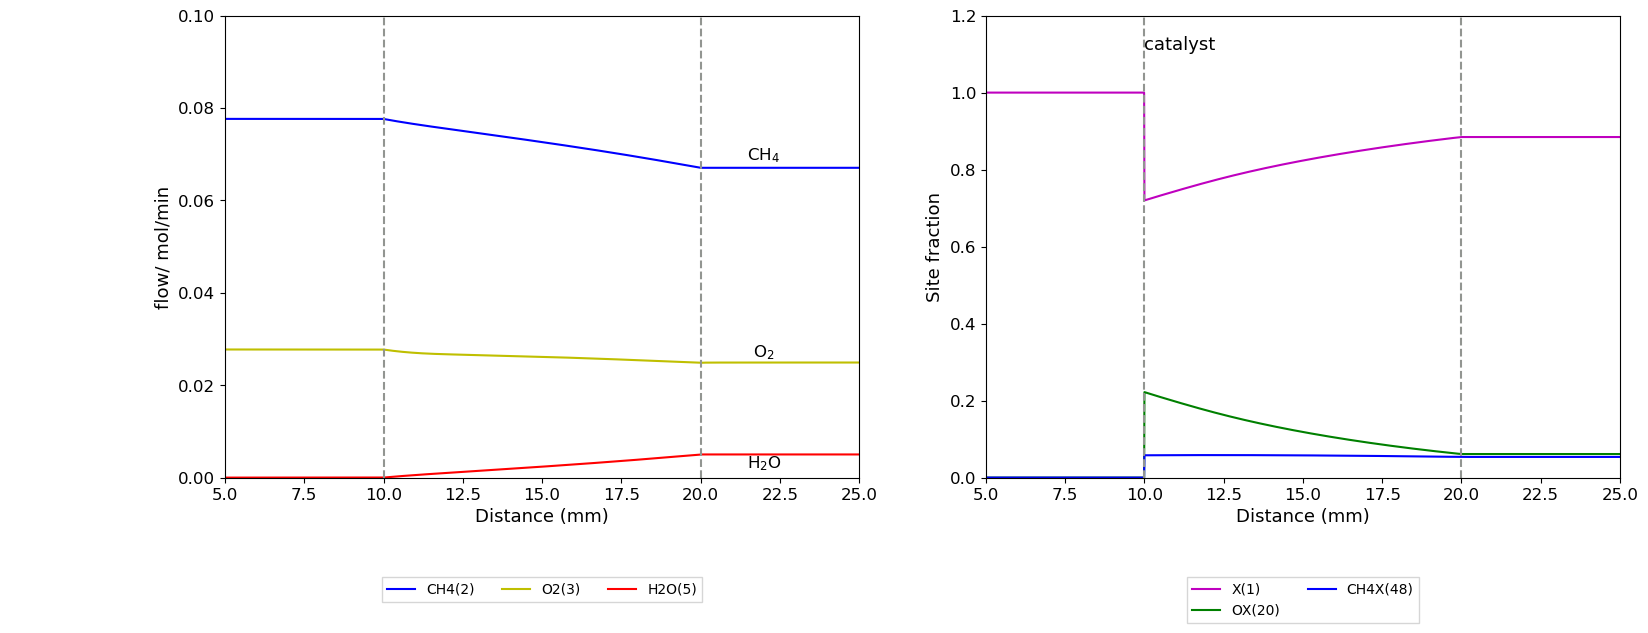 0.10
0.08
0.06
0.04
0.02
0.00
flow/ mol/min
CH4
O2
H2O
5.0 7.5 10.0 12.5 15.0 17.5 20.0 22.5 25.0
Distance (mm)
CH4(2) O2(3) H2O(5)
1.2
1.0
0.8
0.6
0.4
0.2
0.0
Site fraction
catalyst
5.0 7.5 10.0 12.5 15.0 17.5 20.0 22.5 25.0
Distance (mm)
X(1) CH4X(48)
OX(20)